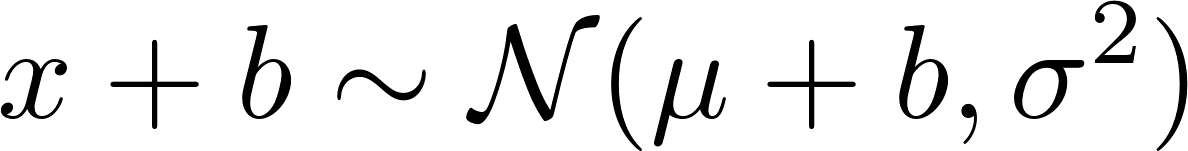 x + b ∼ 𝒩(μ + b, σ²)